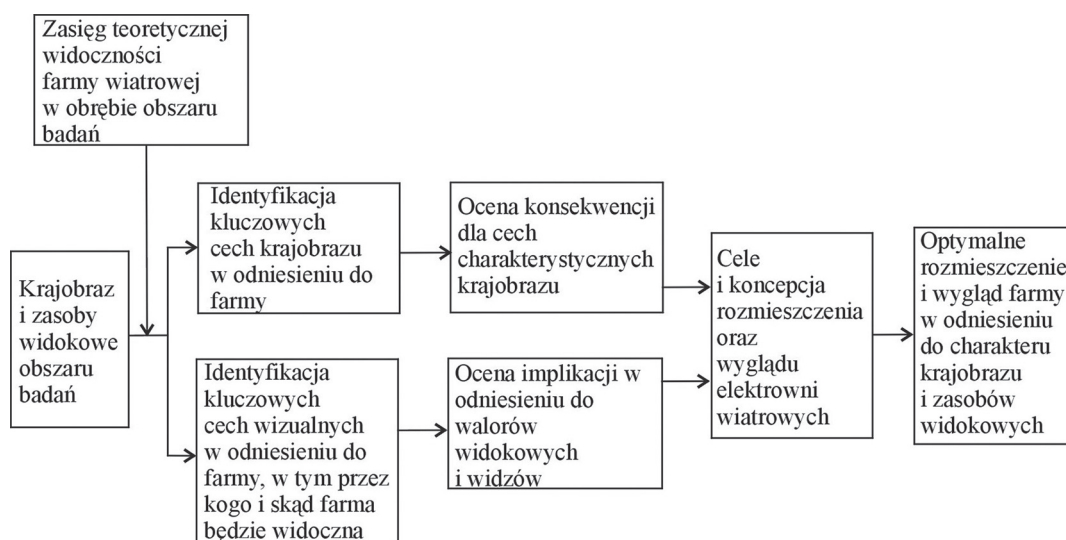 Zasięg teoretycznej
widoczności
farmy wiatrowej
w obrębie obszaru
badań
Krajobraz
i zasoby
widokowe
obszaru
badań
Identyfikacja
kluczowych
cech krajobrazu
w odniesieniu do
farmy
Identyfikacja
kluczowych
cech wizualnych
w odniesieniu do
farmy, w tym przez
kogo i skąd farma
będzie widoczna
Ocena konsekwencji
dla cech
charakterystycznych
krajobrazu
Ocena implikacji w
odniesieniu do
walorów
widokowych
i widzów
Cele
i koncepcja
rozmieszczenia
oraz
wyglądu
elektrowni
wiatrowych
Optymalne
rozmieszczenie
i wygląd farmy
w odniesieniu
do charakteru
krajobrazu
i zasobów
widokowych